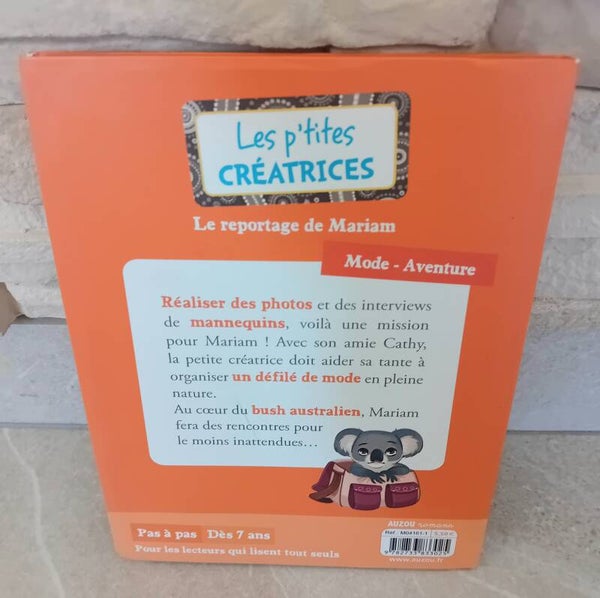 Les p'tites
CRÉATRICES
Le reportage de Mariam
Mode - Aventure
Réaliser des photos et des interviews
de mannequins, voilà une mission
pour Mariam ! Avec son amie Cathy,
la petite créatrice doit aider sa tante à
organiser un défilé de mode en pleine
nature.
Au cœur du bush australien, Mariam
fera des rencontres pour
le moins inattendues...
Pas à pas Dès 7 ans
Pour les lecteurs qui lisent tout seuls
AUZOU romans
www.auzou.fr